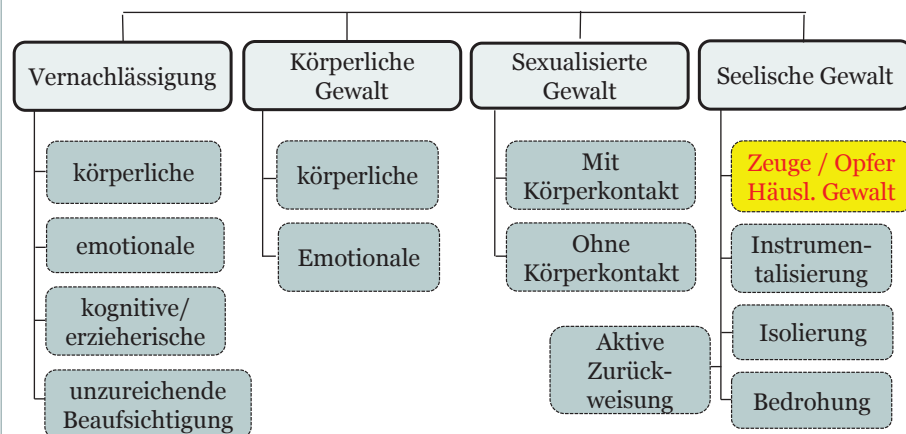 Vernachlässigung
Körperliche
Gewalt
Sexualisierte
Gewalt
Seelische Gewalt
körperliche
emotionale
kognitive/
erzieherische
unzureichende
Beaufsichtigung
körperliche
Emotionale
Mit
Körperkontakt
Ohne
Körperkontakt
Zeuge / Opfer
Häusl. Gewalt
Instrumen-
talisierung
Isolierung
Bedrohung
Aktive
Zurück-
weisung